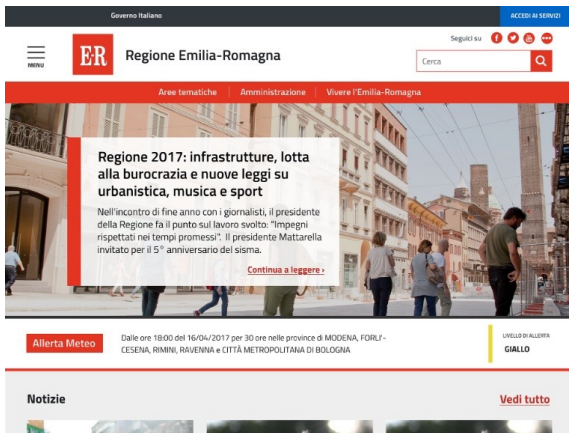 Governo Italiano
ACCEDI AI SERVIZI
Seguici su
MENU
E·R
Regione Emilia-Romagna
Cerca
Aree tematiche
Amministrazione
Vivere l'Emilia-Romagna
Regione 2017: infrastrutture, lotta
alla burocrazia e nuove leggi su
urbanistica, musica e sport
Nell'incontro di fine anno con i giornalisti, il presidente
della Regione fa il punto sul lavoro svolto: "Impegni
rispettati nei tempi promessi". Il presidente Mattarella
invitato per il 5° anniversario del sisma.
Continua a leggere ›
Allerta Meteo
Dalle ore 18:00 del 16/04/2017 per 30 ore nelle province di MODENA, FORLI'-
CESENA, RIMINI, RAVENNA e CITTÀ METROPOLITANA DI BOLOGNA
LIVELLO DI ALLERTA
GIALLO
Notizie
Vedi tutto